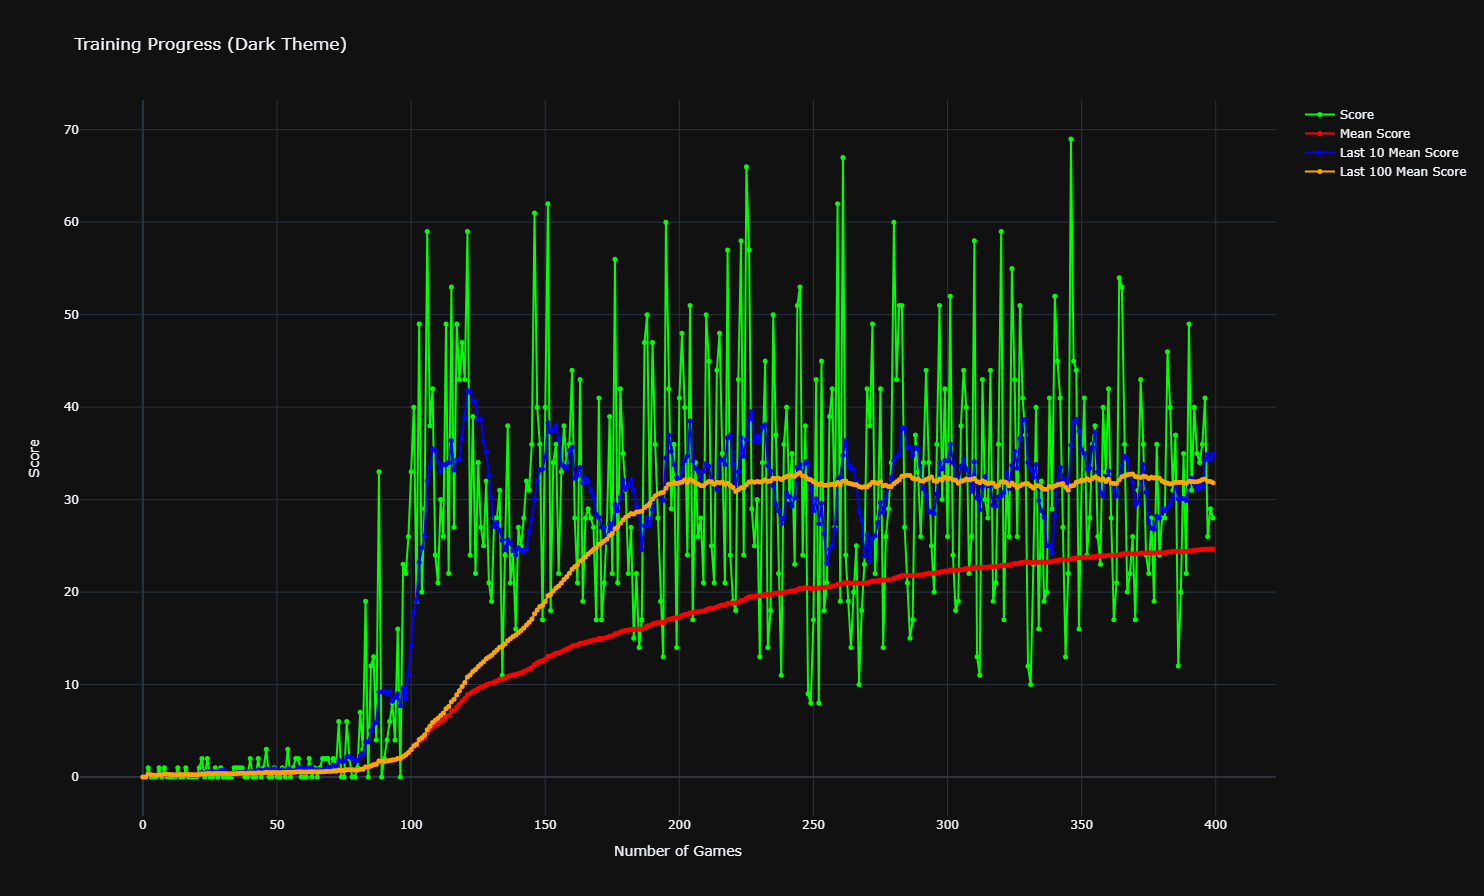 Training Progress (Dark Theme)
Score
Mean Score
Last 10 Mean Score
Last 100 Mean Score
70
60
50
40
30
20
10
0
Score
0 50 100 150 200 250 300 350 400
Number of Games